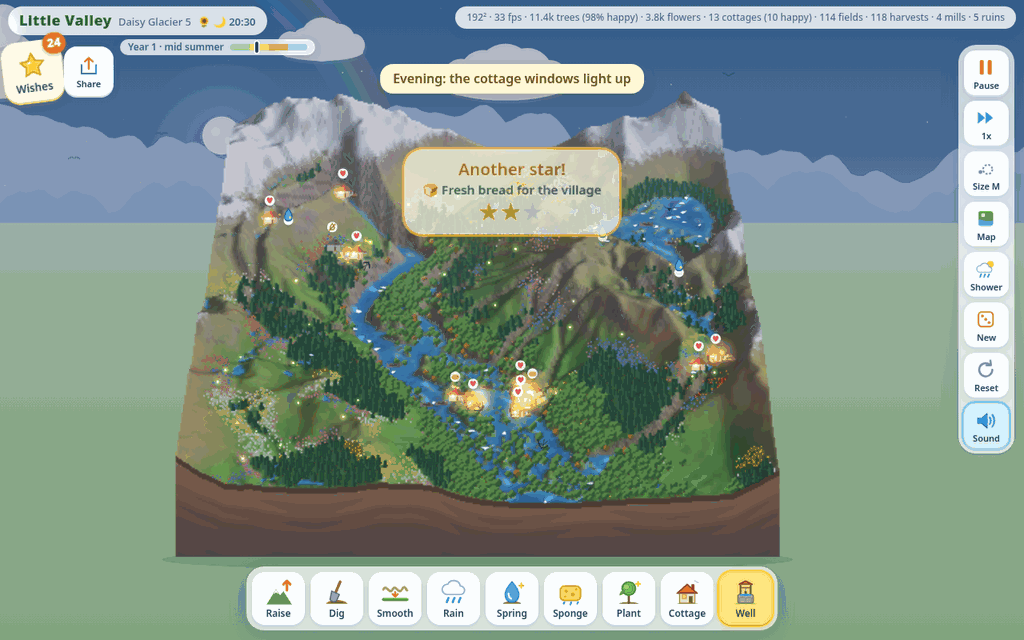 Little Valley Daisy Glacier 5 20:30
192² · 33 fps · 11.4k trees (98% happy) · 3.8k flowers · 13 cottages (10 happy) · 114 fields · 118 harvests · 4 mills · 5 ruins
24
Wishes
Share
Year 1 · mid summer
Evening: the cottage windows light up
Another star!
Fresh bread for the village
Pause
1x
Size M
Map
Shower
New
Reset
Sound
Raise
Dig
Smooth
Rain
Spring
Sponge
Plant
Cottage
Well